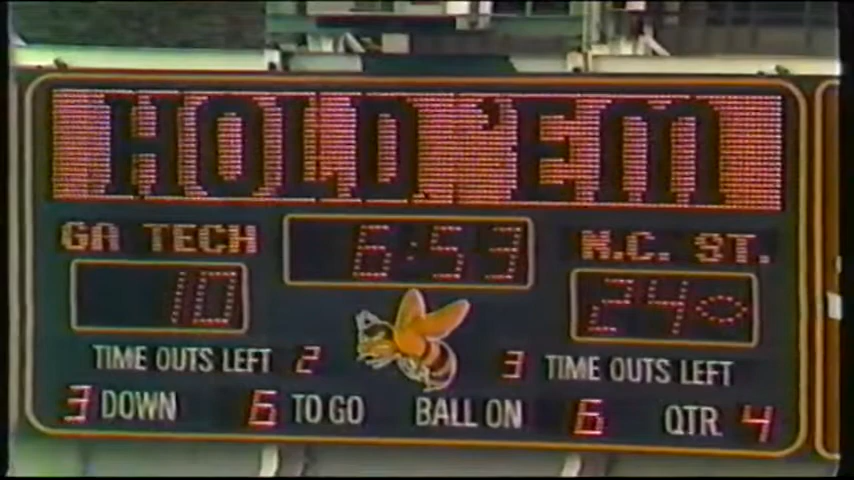 HOLD 'EM
GA TECH 6:53 N.C. ST.
10 24
TIME OUTS LEFT 2 3 TIME OUTS LEFT
3 DOWN 6 TO GO BALL ON 6 QTR 4